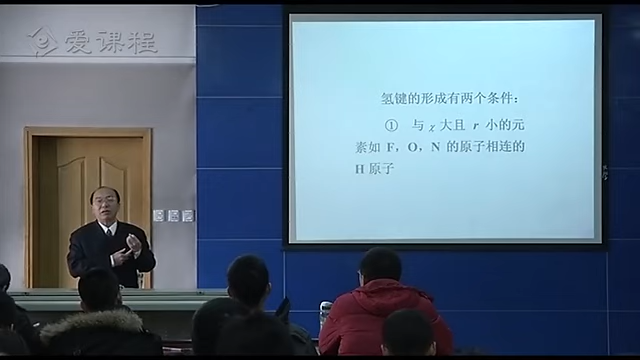 爱课程
氢键的形成有两个条件：
① 与 χ 大且 r 小的元
素如 F，O，N 的原子相连的
H 原子